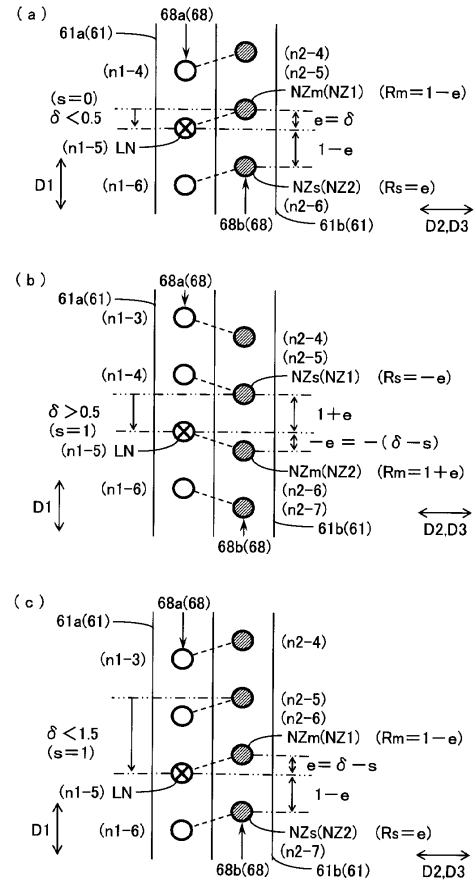 (a)
61a(61)
68a(68)
(n1-4)
(n2-4)
(n2-5)
NZm(NZ1) (Rm=1-e)
(s=0)
δ<0.5
e=δ
1-e
(n1-5) LN
D1
(n1-6)
NZs(NZ2) (Rs=e)
(n2-6)
68b(68)
61b(61)
D2,D3
(b)
61a(61)
68a(68)
(n1-3)
(n2-4)
(n2-5)
(n1-4)
NZs(NZ1) (Rs=-e)
δ>0.5
(s=1)
1+e
(n1-5) LN
-e=-(δ-s)
NZm(NZ2) (Rm=1+e)
D1
(n1-6)
(n2-6)
(n2-7)
68b(68)
61b(61)
D2,D3
(c)
61a(61)
68a(68)
(n1-3)
(n2-4)
(n2-5)
(n2-6)
NZm(NZ1) (Rm=1-e)
δ<1.5
(s=1)
e=δ-s
(n1-5) LN
1-e
D1
(n1-6)
NZs(NZ2) (Rs=e)
(n2-7)
68b(68)
61b(61)
D2,D3